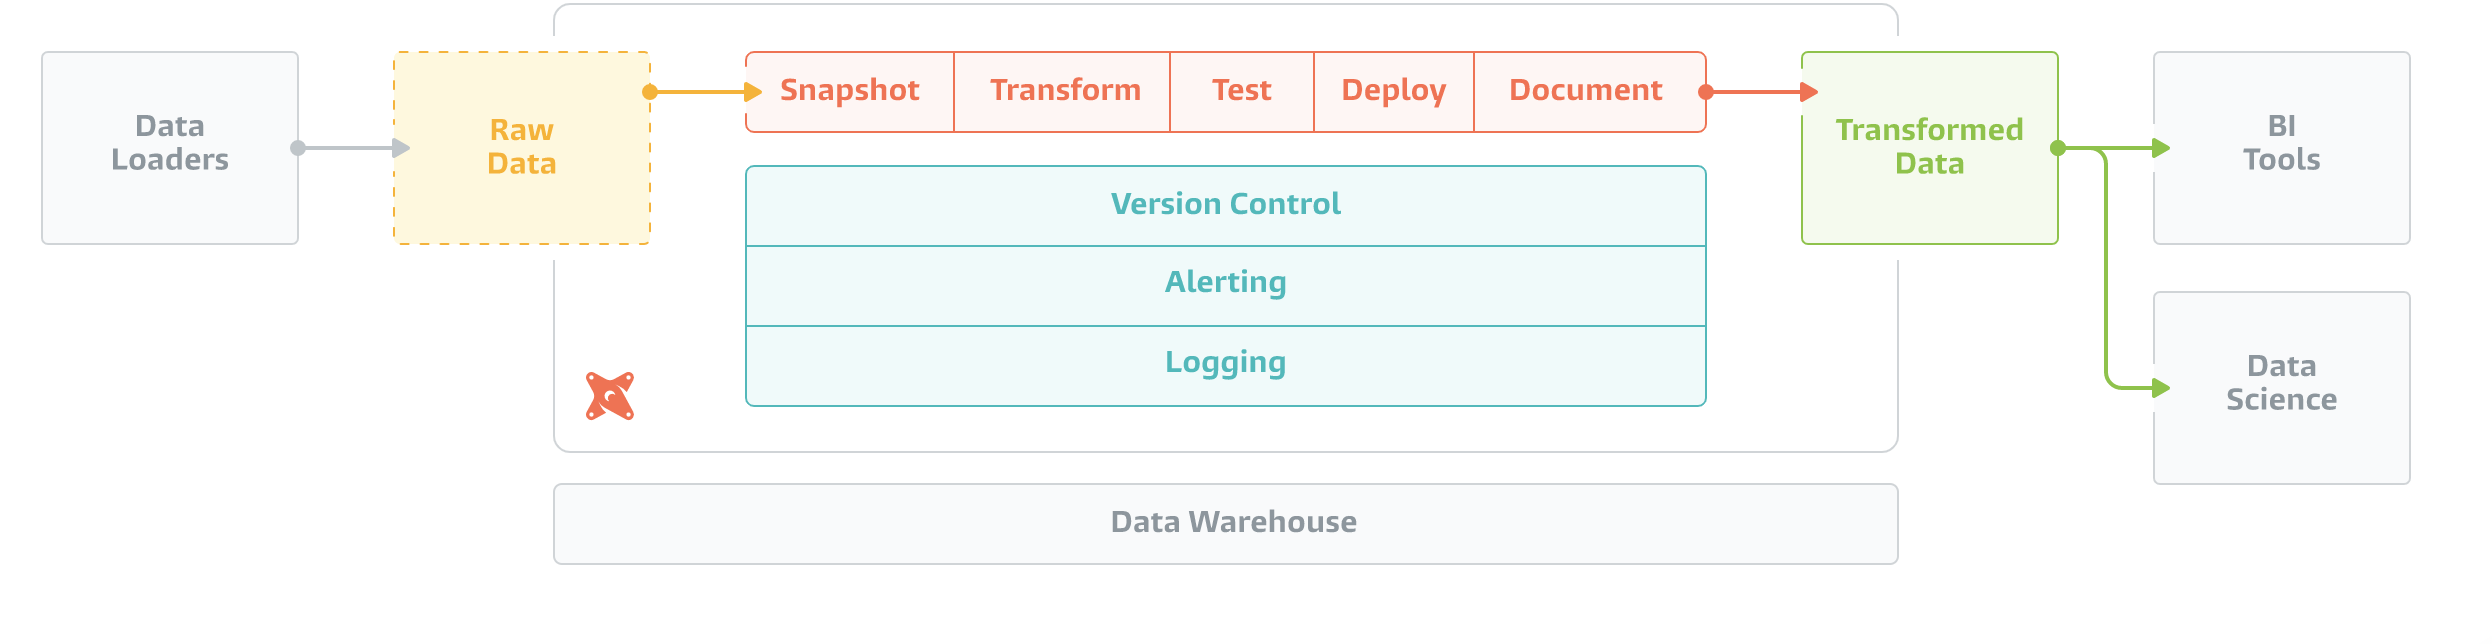 Data
Loaders
Raw
Data
Snapshot
Transform
Test
Deploy
Document
Version Control
Alerting
Logging
Transformed
Data
BI
Tools
Data
Science
Data Warehouse